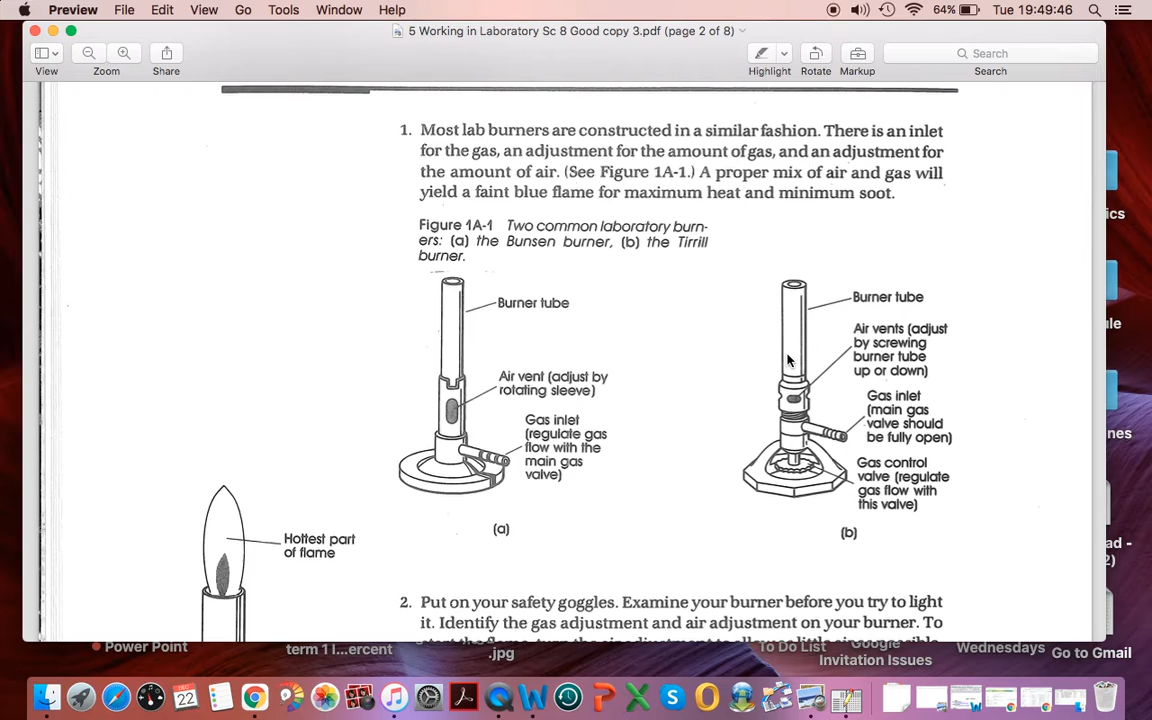 Preview File Edit View Go Tools Window Help 64% Tue 19:49:46
5 Working in Laboratory Sc 8 Good copy 3.pdf (page 2 of 8)
View Zoom Share Highlight Rotate Markup Search
Search
1. Most lab burners are constructed in a similar fashion. There is an inlet
for the gas, an adjustment for the amount of gas, and an adjustment for
the amount of air. (See Figure 1A-1.) A proper mix of air and gas will
yield a faint blue flame for maximum heat and minimum soot.
Figure 1A-1 Two common laboratory burn-
ers: (a) the Bunsen burner, (b) the Tirrill
burner.
Burner tube
Air vent (adjust by
rotating sleeve)
Gas inlet
(regulate gas
flow with the
main gas
valve)
(a)
Burner tube
Air vents (adjust
by screwing
burner tube
up or down)
Gas inlet
(main gas
valve should
be fully open)
Gas control
valve (regulate
gas flow with
this valve)
(b)
Hottest part
of flame
2. Put on your safety goggles. Examine your burner before you try to light
it. Identify the gas adjustment and air adjustment on your burner. To
ics
ule
nes
ad -
2)
Power Point
term 1 l...ercent
.jpg
To Do List
Google
Invitation Issues
Wednesdays
Go to Gmail
22